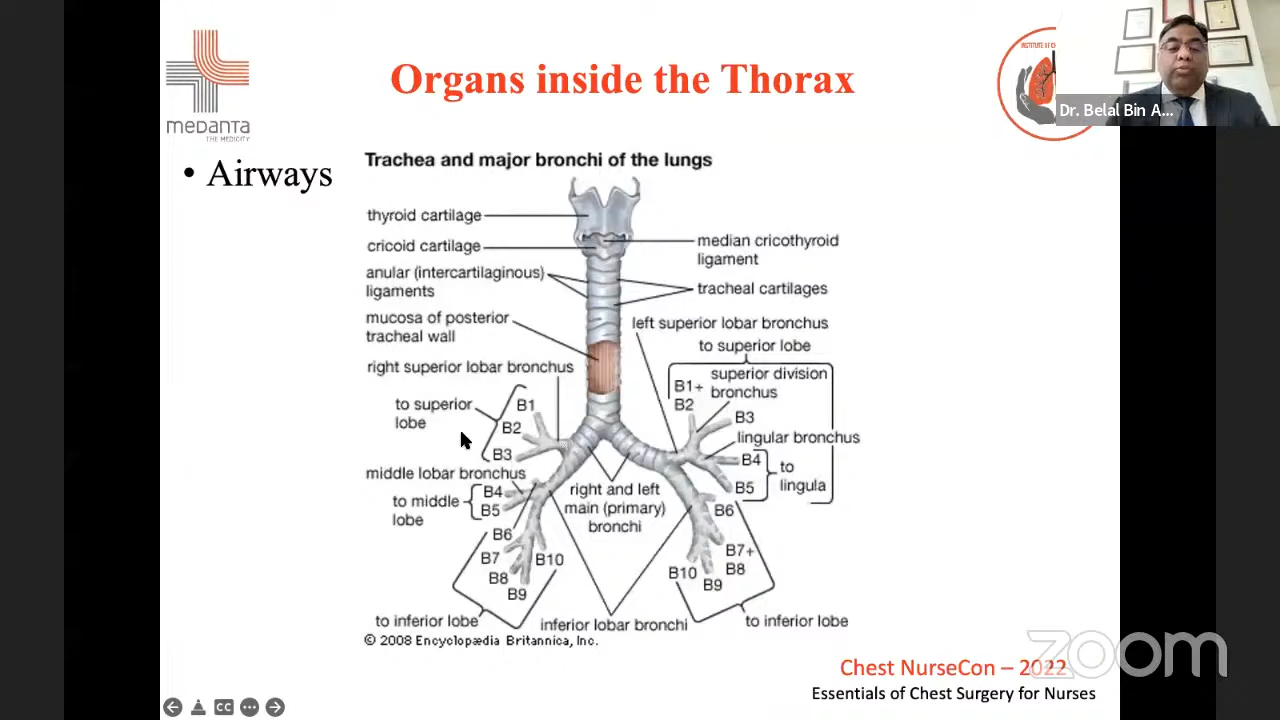 Organs inside the Thorax
MEDANTA
THE MEDICITY
INSTITUTE OF
Dr. Belal Bin A...
• Airways
Trachea and major bronchi of the lungs
thyroid cartilage
cricoid cartilage
anular (intercartilaginous)
ligaments
mucosa of posterior
tracheal wall
right superior lobar bronchus
to superior
lobe
B1
B2
B3
middle lobar bronchus
to middle
lobe
B4
B5
B6
B7
B8
B9
B10
to inferior lobe
median cricothyroid
ligament
tracheal cartilages
left superior lobar bronchus
to superior lobe
superior division
bronchus
B1+
B2
B3
lingular bronchus
B4
B5
to
lingula
right and left
main (primary)
bronchi
B6
B7+
B8
B9
B10
inferior lobar bronchi
to inferior lobe
© 2008 Encyclopædia Britannica, Inc.
Chest NurseCon – 2022
Essentials of Chest Surgery for Nurses
zoom
CC